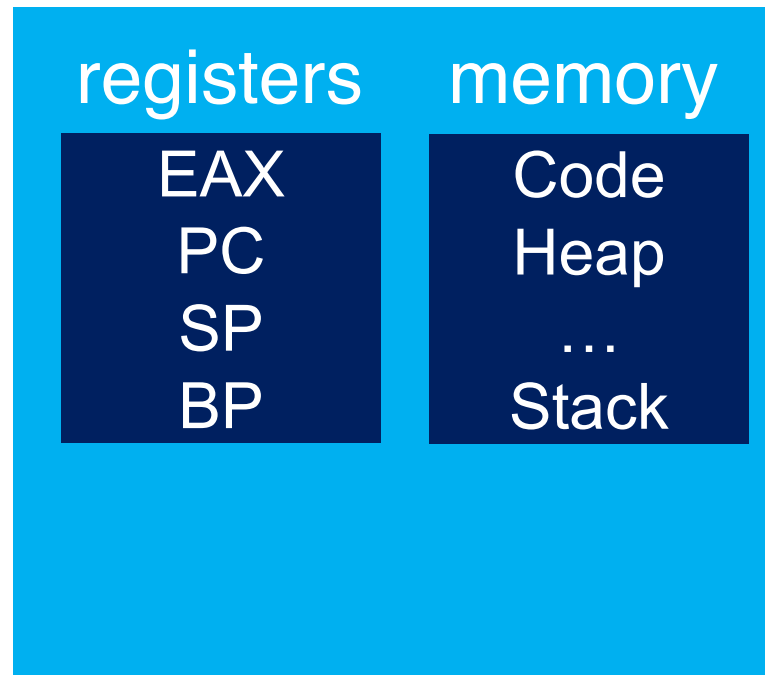 registers
EAX
PC
SP
BP
memory
Code
Heap
…
Stack